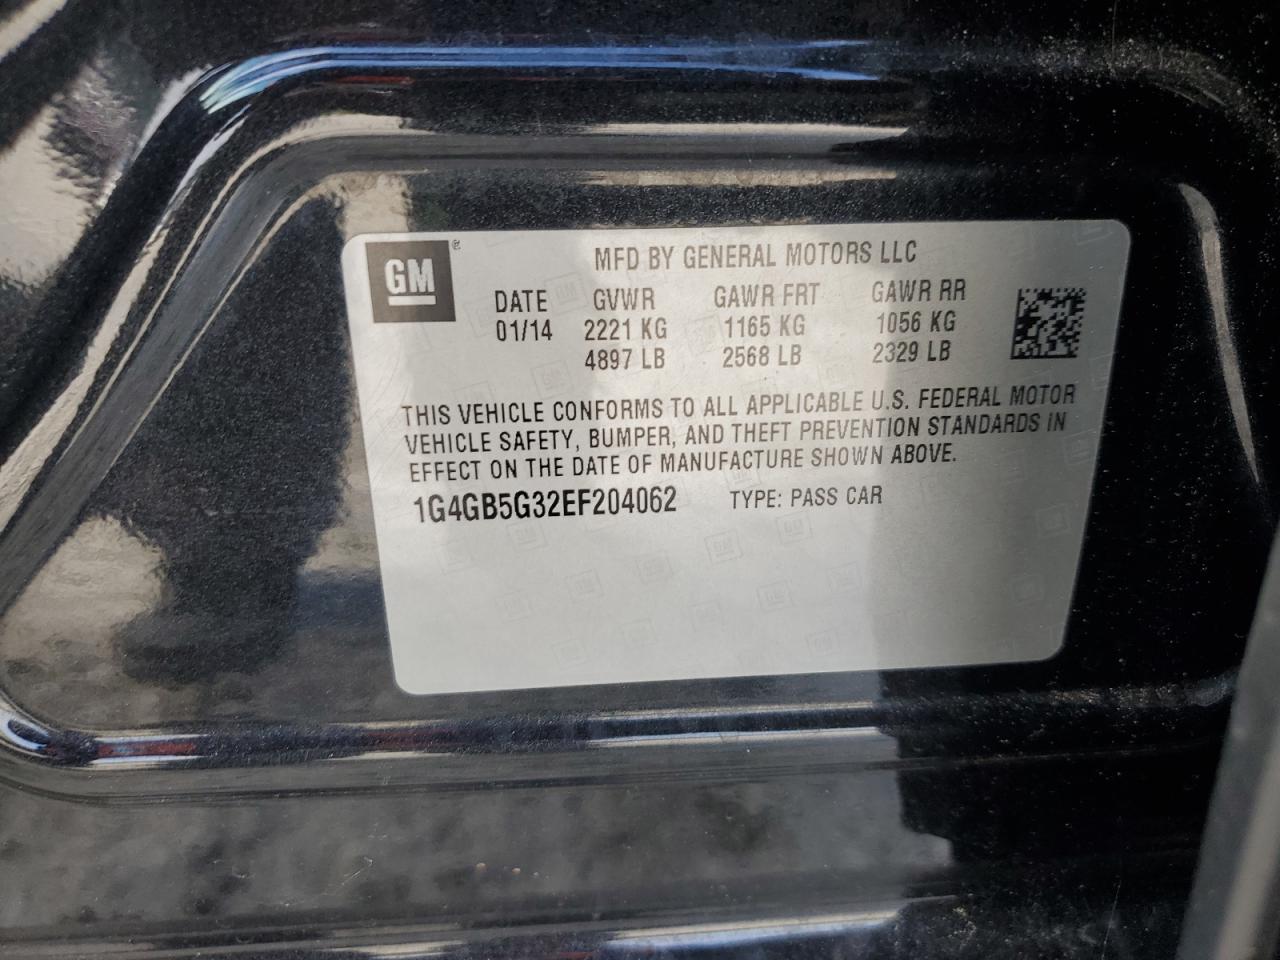 GM®
MFD BY GENERAL MOTORS LLC
DATE GVWR GAWR FRT GAWR RR
01/14 2221 KG 1165 KG 1056 KG
4897 LB 2568 LB 2329 LB
THIS VEHICLE CONFORMS TO ALL APPLICABLE U.S. FEDERAL MOTOR
VEHICLE SAFETY, BUMPER, AND THEFT PREVENTION STANDARDS IN
EFFECT ON THE DATE OF MANUFACTURE SHOWN ABOVE.
1G4GB5G32EF204062 TYPE: PASS CAR